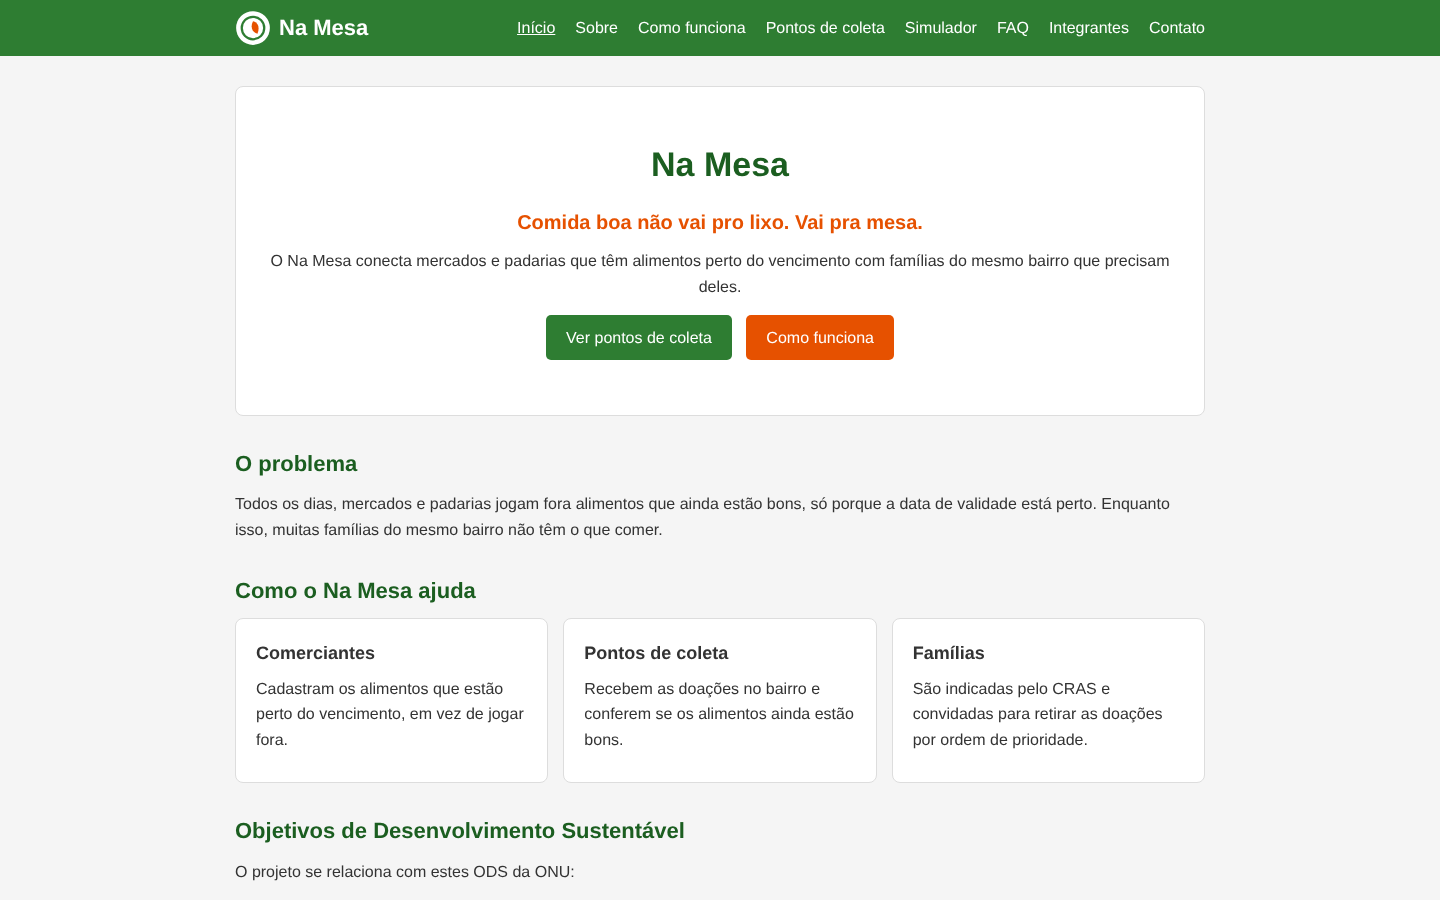 Na Mesa
Início Sobre Como funciona Pontos de coleta Simulador FAQ Integrantes Contato
Na Mesa
Comida boa não vai pro lixo. Vai pra mesa.
O Na Mesa conecta mercados e padarias que têm alimentos perto do vencimento com famílias do mesmo bairro que precisam
deles.
Ver pontos de coleta Como funciona
O problema
Todos os dias, mercados e padarias jogam fora alimentos que ainda estão bons, só porque a data de validade está perto. Enquanto
isso, muitas famílias do mesmo bairro não têm o que comer.
Como o Na Mesa ajuda
Comerciantes
Cadastram os alimentos que estão
perto do vencimento, em vez de jogar
fora.
Pontos de coleta
Recebem as doações no bairro e
conferem se os alimentos ainda estão
bons.
Famílias
São indicadas pelo CRAS e
convidadas para retirar as doações
por ordem de prioridade.
Objetivos de Desenvolvimento Sustentável
O projeto se relaciona com estes ODS da ONU: